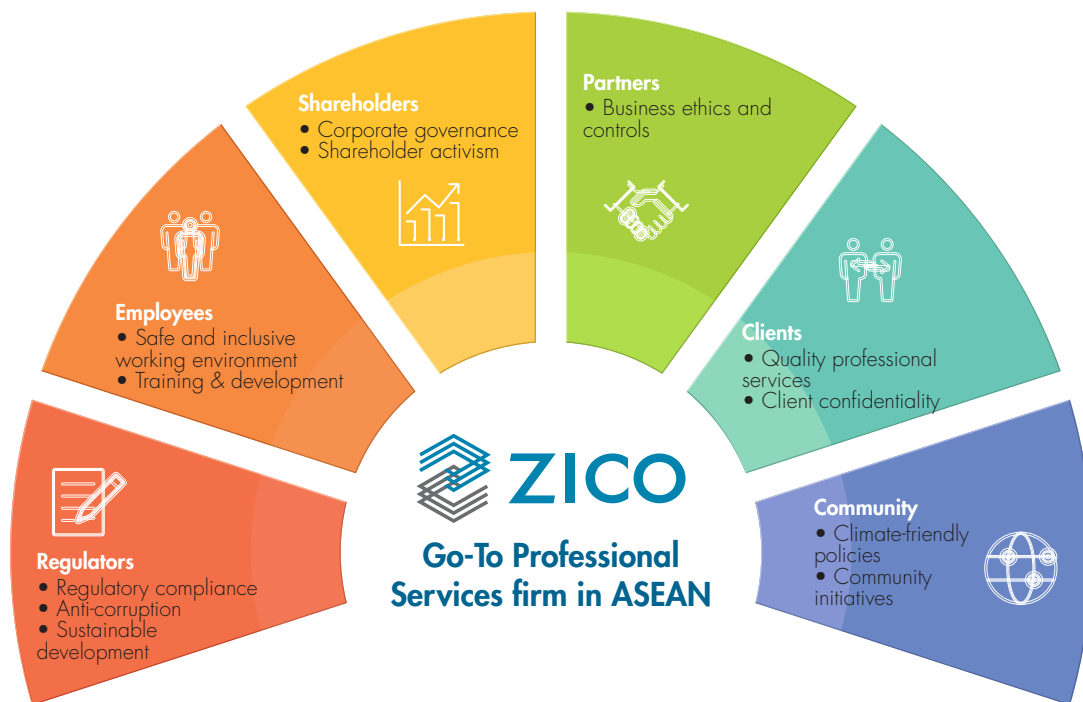 Shareholders
• Corporate governance
• Shareholder activism
Partners
• Business ethics and
controls
Employees
• Safe and inclusive
working environment
• Training & development
Clients
• Quality professional
services
• Client confidentiality
Regulators
• Regulatory compliance
• Anti-corruption
• Sustainable
development
ZICO
Go-To Professional
Services firm in ASEAN
Community
• Climate-friendly
policies
• Community
initiatives